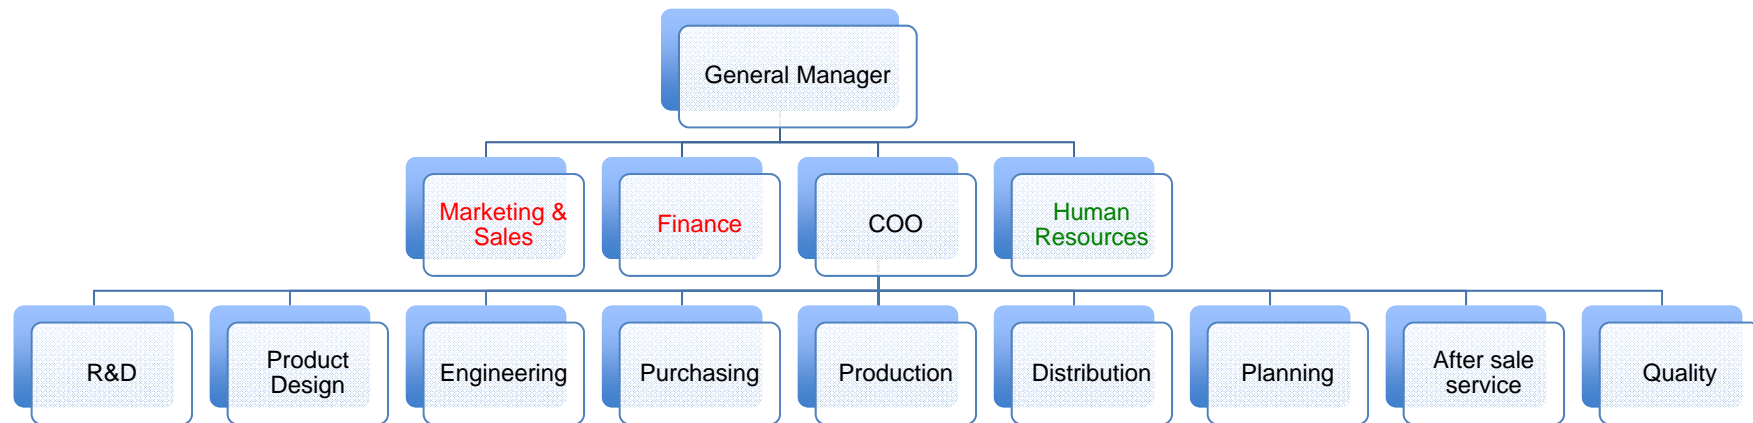 General Manager
Marketing &
Sales
Finance
COO
Human
Resources
R&D
Product
Design
Engineering
Purchasing
Production
Distribution
Planning
After sale
service
Quality